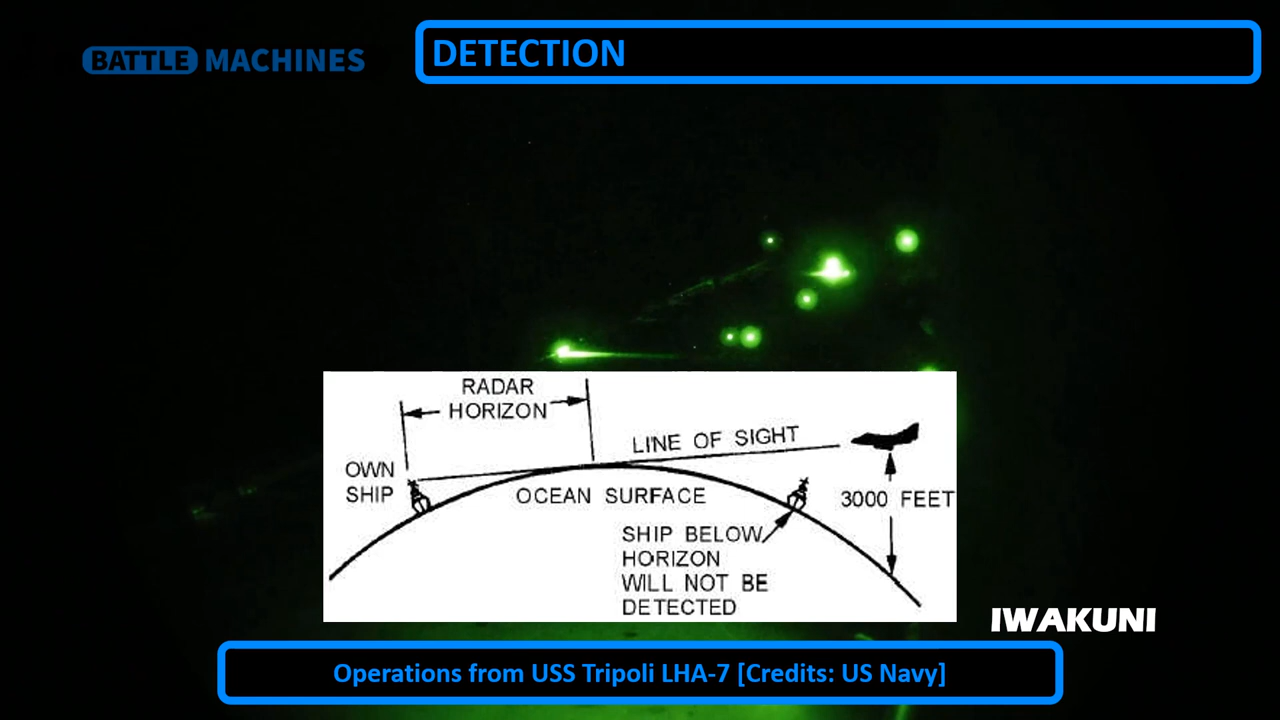 BATTLE MACHINES
DETECTION
RADAR
HORIZON
LINE OF SIGHT
OWN
SHIP
OCEAN SURFACE
3000 FEET
SHIP BELOW
HORIZON
WILL NOT BE
DETECTED
IWAKUNI
Operations from USS Tripoli LHA-7 [Credits: US Navy]